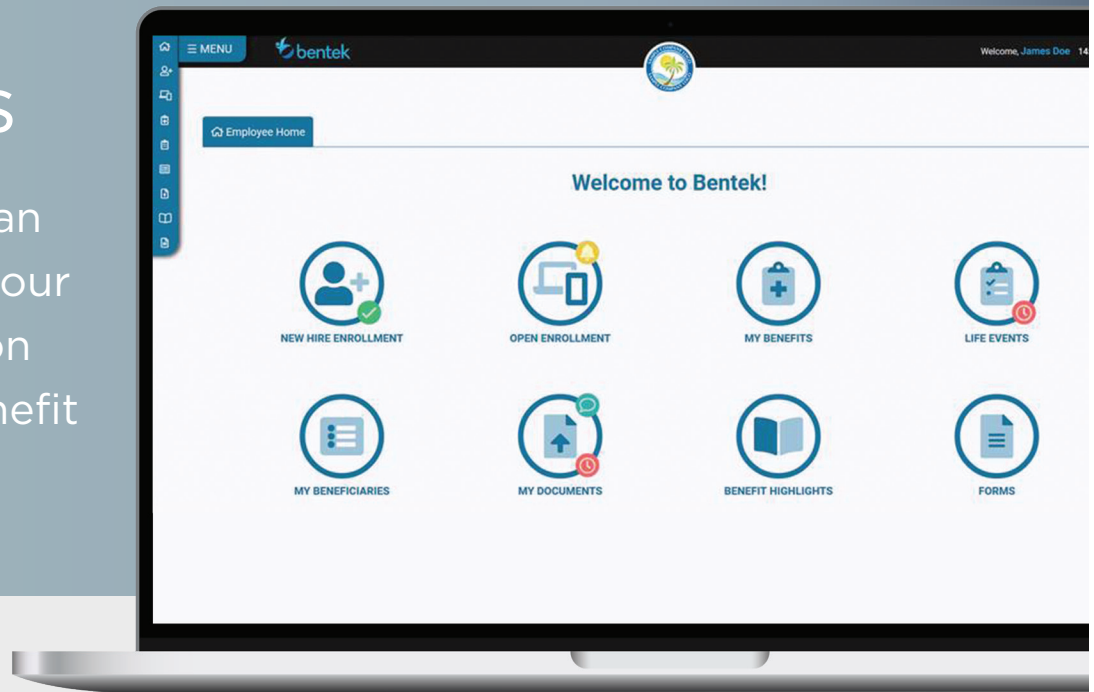 s
an
our
on
nefit
MENU
bentek
Welcome, James Doe 14
Employee Home
Welcome to Bentek!
NEW HIRE ENROLLMENT
OPEN ENROLLMENT
MY BENEFITS
LIFE EVENTS
MY BENEFICIARIES
MY DOCUMENTS
BENEFIT HIGHLIGHTS
FORMS